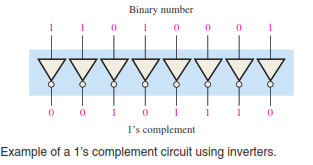 Binary number
1 1 0 1 0 0 0 1
0 0 1 0 1 1 1 0
1's complement
Example of a 1's complement circuit using inverters.